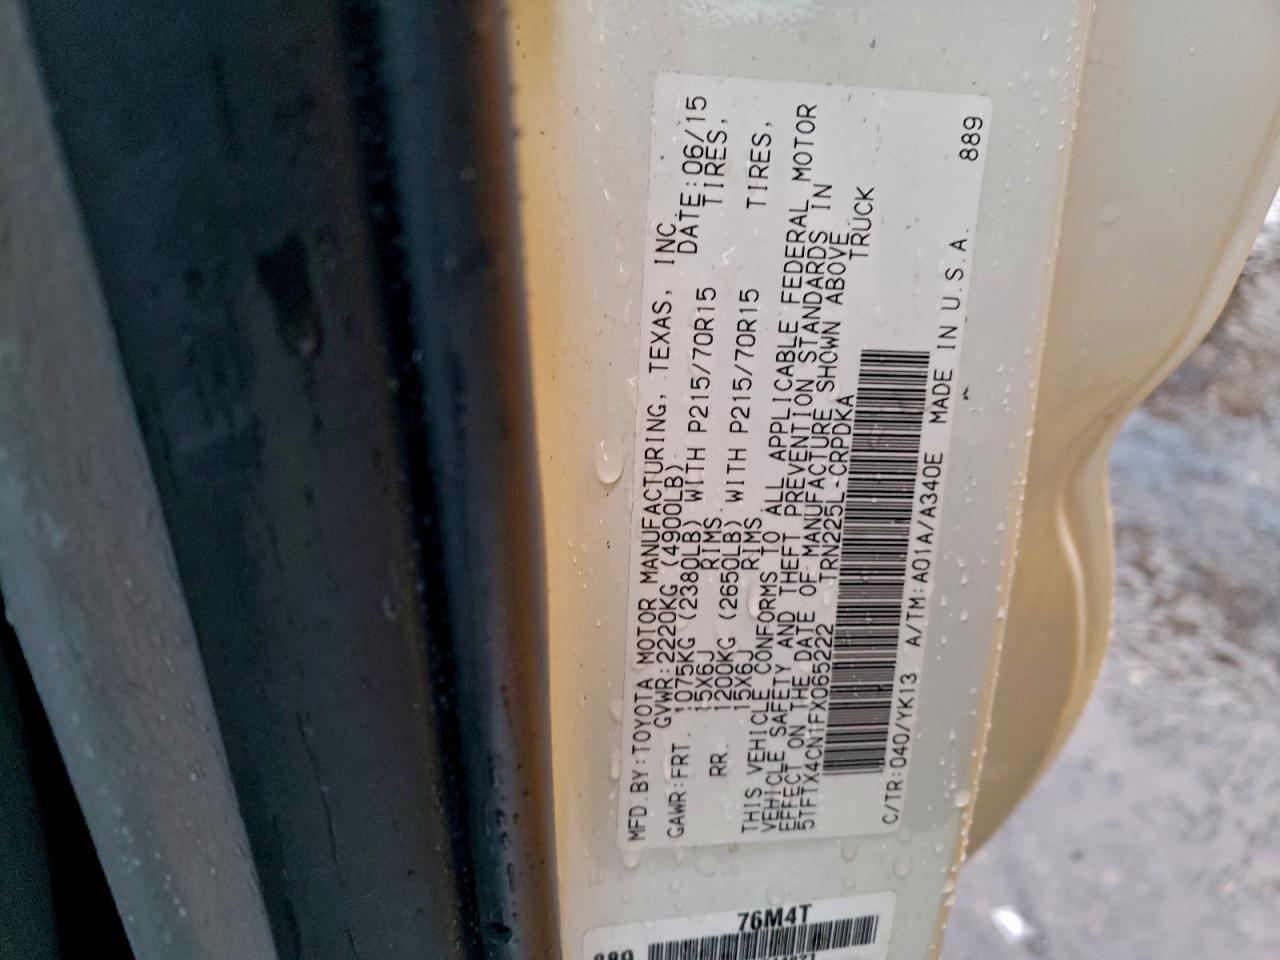 MFD.BY:TOYOTA MOTOR MANUFACTURING, TEXAS, INC.
GVWR:2220KG (4900LB) DATE:06/15
GAWR:FRT. 1075KG (2380LB) WITH P215/70R15 TIRES,
15X6J RIMS
RR. 1200KG (2650LB) WITH P215/70R15 TIRES,
15X6J RIMS
THIS VEHICLE CONFORMS TO ALL APPLICABLE FEDERAL MOTOR
VEHICLE SAFETY AND THEFT PREVENTION STANDARDS IN
EFFECT ON THE DATE OF MANUFACTURE SHOWN ABOVE.
5TFTX4CN1FX065222 TRN225L-CRPDKA TRUCK
C/TR:040/YK13 A/TM:A01A/A340E MADE IN U.S.A. 889
76M4T
889